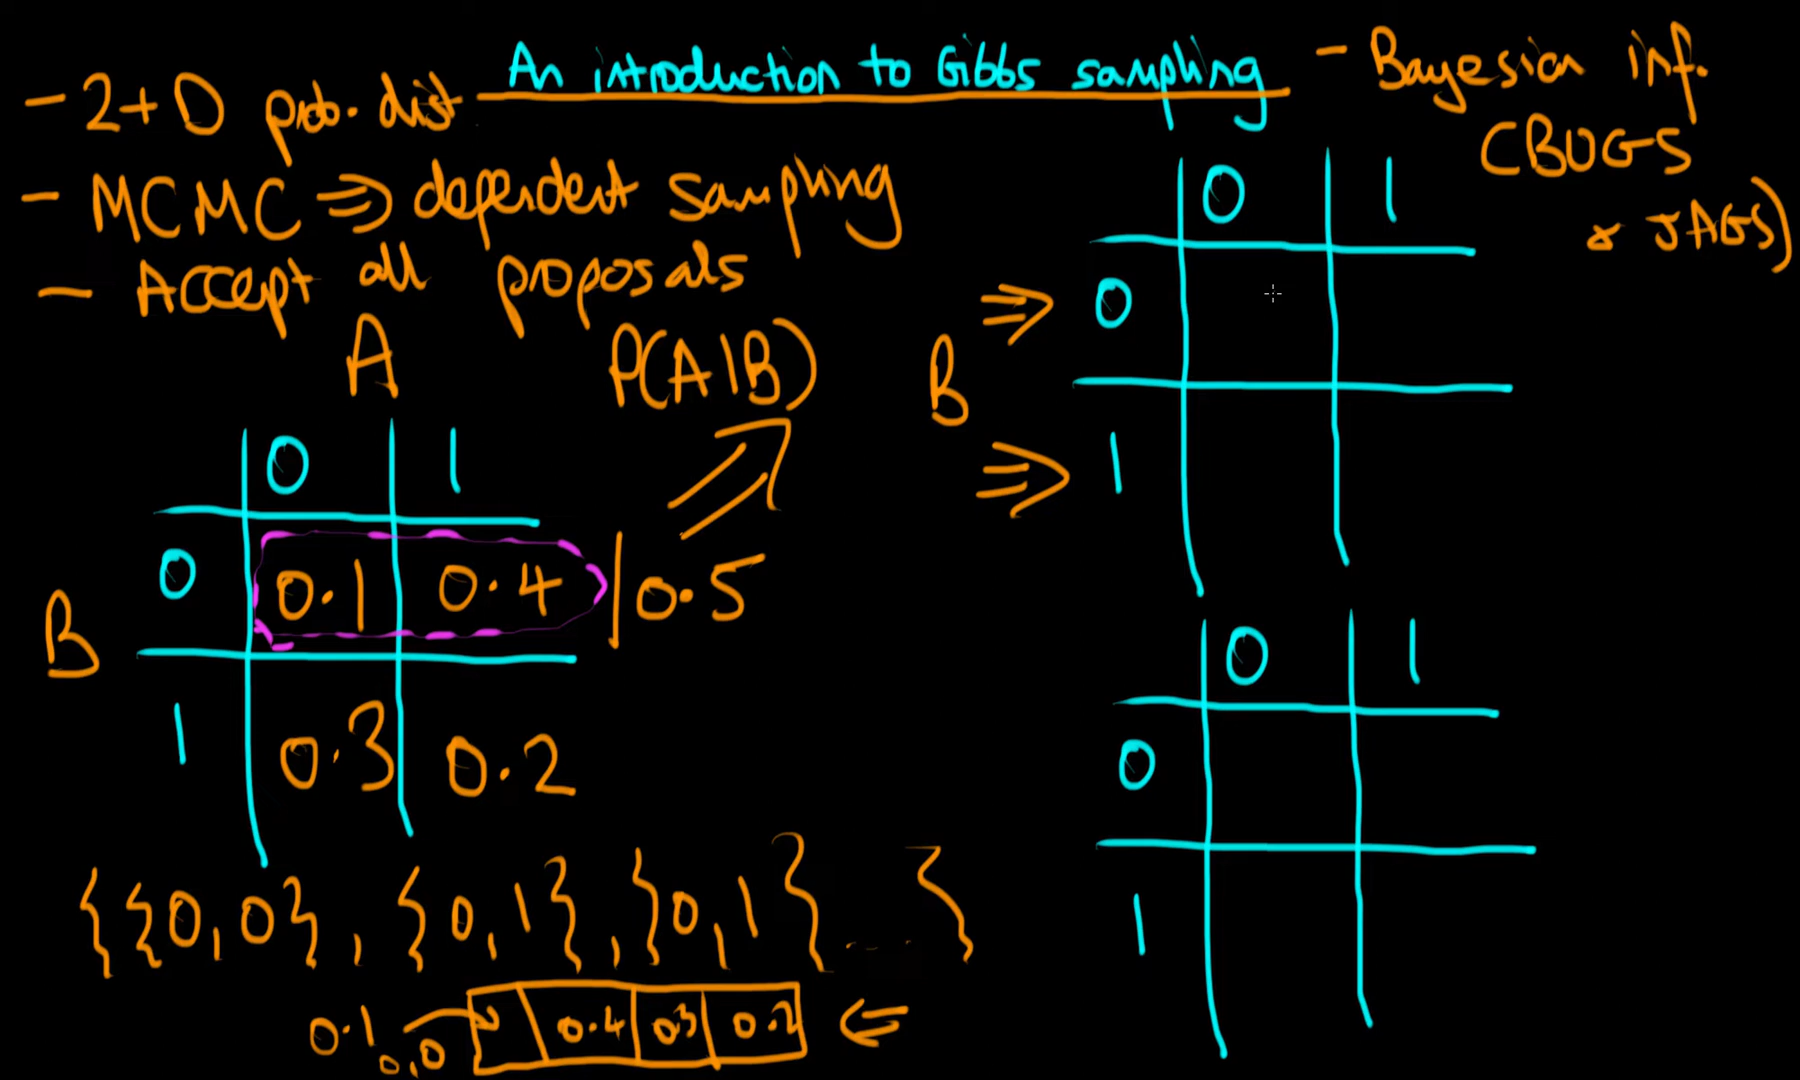 An introduction to Gibbs sampling
- 2+D prob. dist
- MCMC ⇒ dependent sampling
- Accept all proposals
- Bayesian inf.
(BUGS
& JAGS)
A
P(A|B)
0 1
0 0.1 0.4 | 0.5
B
1 0.3 0.2
{{0,0}, {0,1}, {0,1} ... }
0.1 0.4 0.3 0.2 ⇐
0,0
0 1
⇒ 0
B
⇒ 1
0 1
0
1